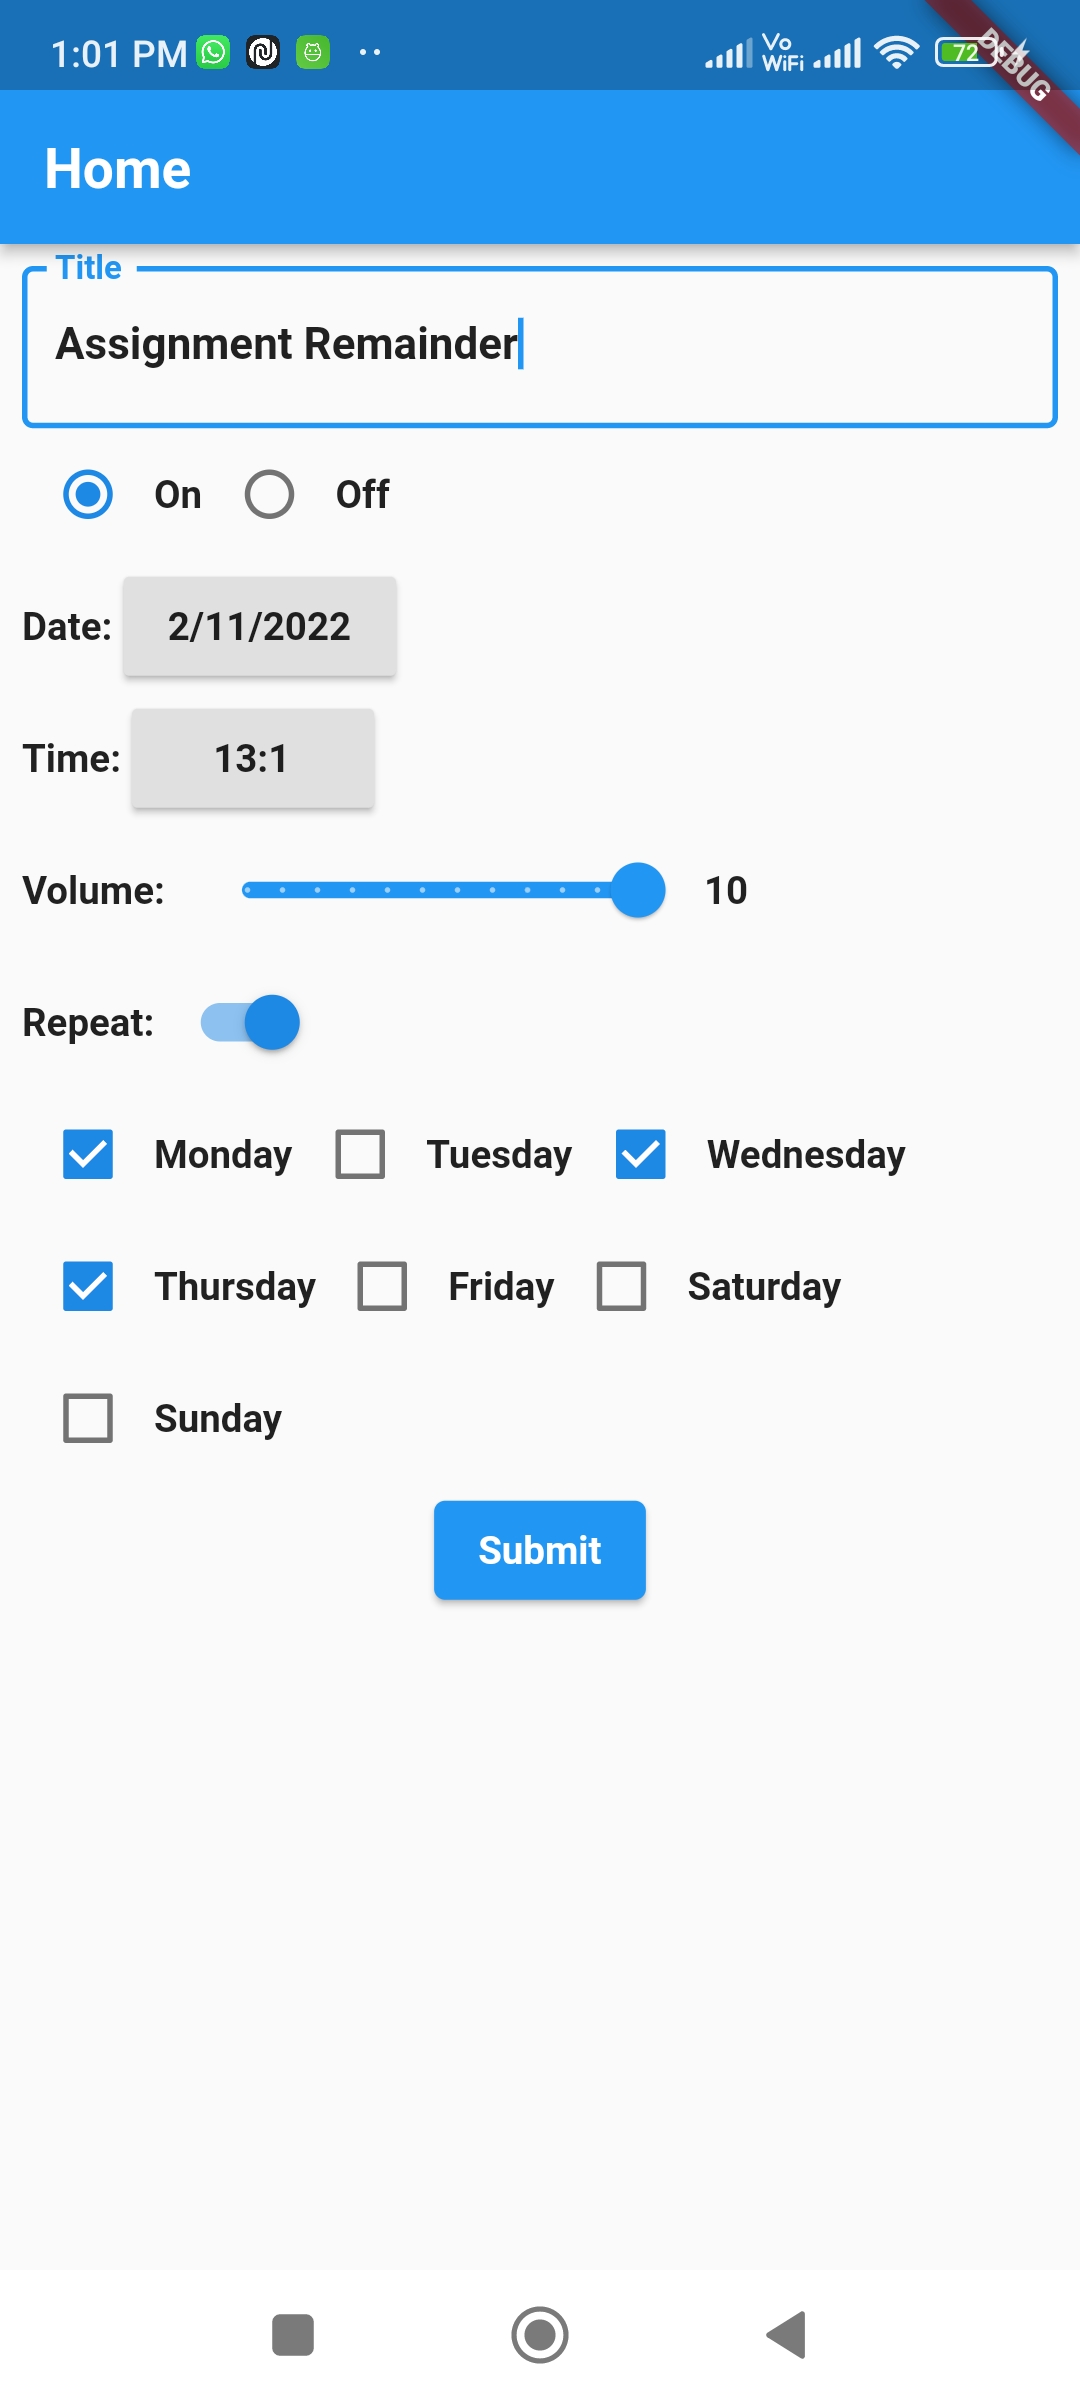 1:01 PM
Vo
WiFi
72
DEBUG
Home
Title
Assignment Remainder
On Off
Date: 2/11/2022
Time: 13:1
Volume: 10
Repeat:
Monday Tuesday Wednesday
Thursday Friday Saturday
Sunday
Submit